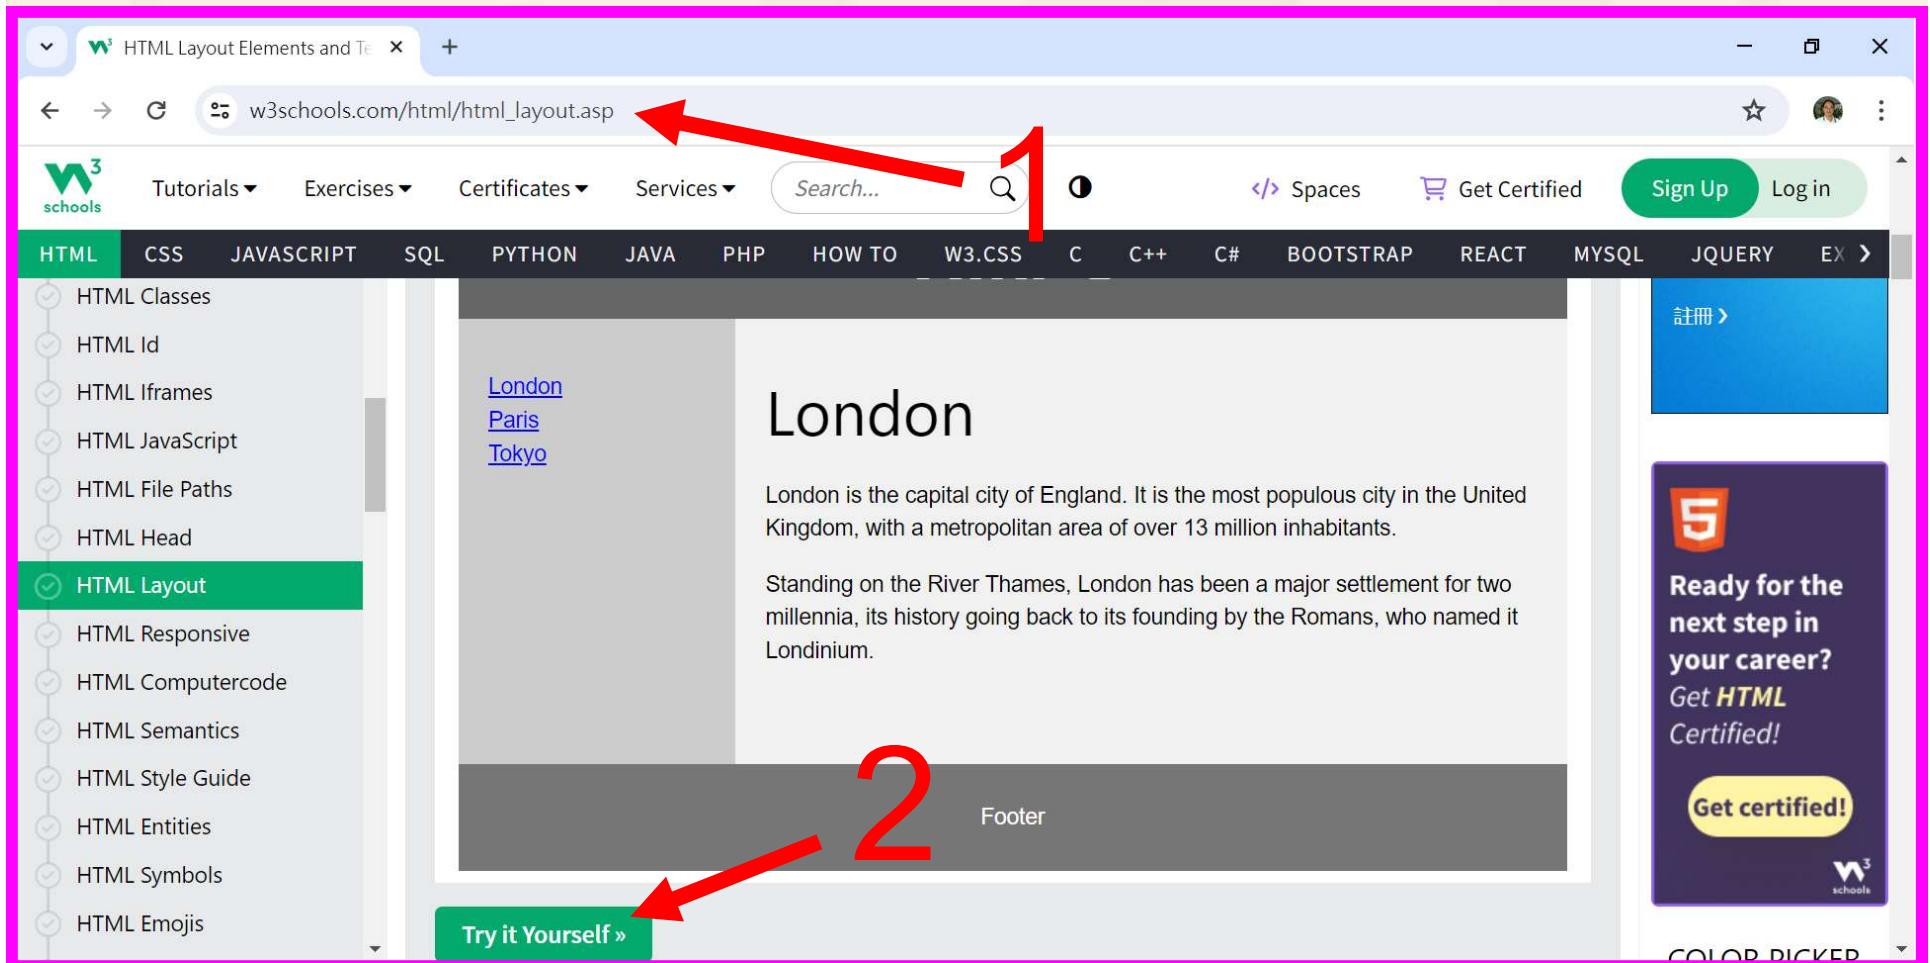 HTML Layout Elements and Te
w3schools.com/html/html_layout.asp
1
W3 schools
Tutorials Exercises Certificates Services Search... </> Spaces Get Certified Sign Up Log in
HTML CSS JAVASCRIPT SQL PYTHON JAVA PHP HOW TO W3.CSS C C++ C# BOOTSTRAP REACT MYSQL JQUERY EX
HTML Classes
HTML Id
HTML Iframes
HTML JavaScript
HTML File Paths
HTML Head
HTML Layout
HTML Responsive
HTML Computercode
HTML Semantics
HTML Style Guide
HTML Entities
HTML Symbols
HTML Emojis
London
Paris
Tokyo
London
London is the capital city of England. It is the most populous city in the United
Kingdom, with a metropolitan area of over 13 million inhabitants.
Standing on the River Thames, London has been a major settlement for two
millennia, its history going back to its founding by the Romans, who named it
Londinium.
2
Footer
Try it Yourself »
註冊
5
Ready for the
next step in
your career?
Get HTML
Certified!
Get certified!
W3 schools
COLOR PICKER